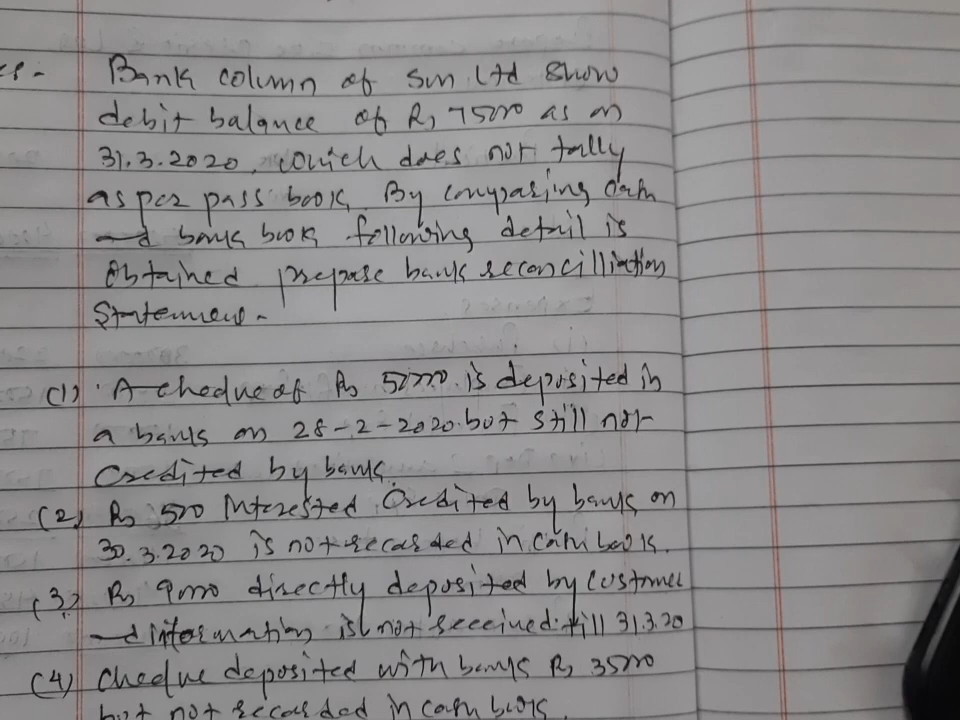 Bank column of Sun Ltd Show
debit balance of Rs 75000 as on
31.3.2020, which does not tally
as per pass book, By comparing cash
and bank book following detail is
Obtained prepare bank reconcilliation
Statement.
(1) A cheque of Rs 52000 is deposited in
a bank on 28-2-2020 but still not
Credited by bank.
(2) Rs 500 Interested Credited by bank on
30.3.2020 is not recorded in cash book.
(3) Rs 9000 directly deposited by Customer
and information is not received till 31.3.20
(4) Cheque deposited with bank Rs 35000
but not recorded in cash book.